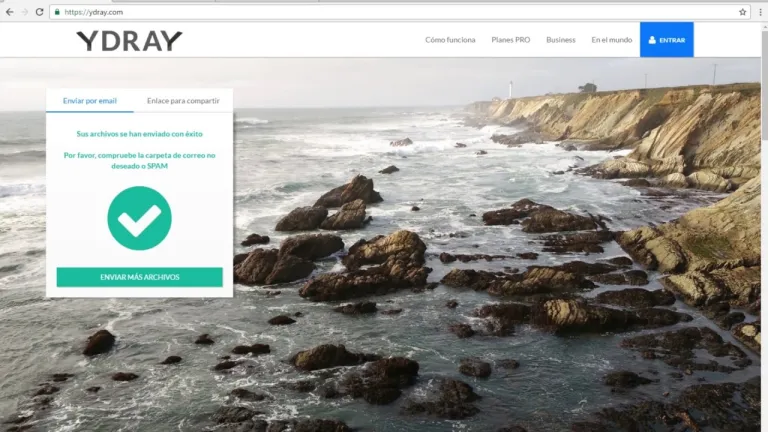 https://ydray.com
YDRAY
Cómo funciona Planes PRO Business En el mundo ENTRAR
Enviar por email Enlace para compartir
Sus archivos se han enviado con éxito
Por favor, compruebe la carpeta de correo no
deseado o SPAM
ENVIAR MÁS ARCHIVOS